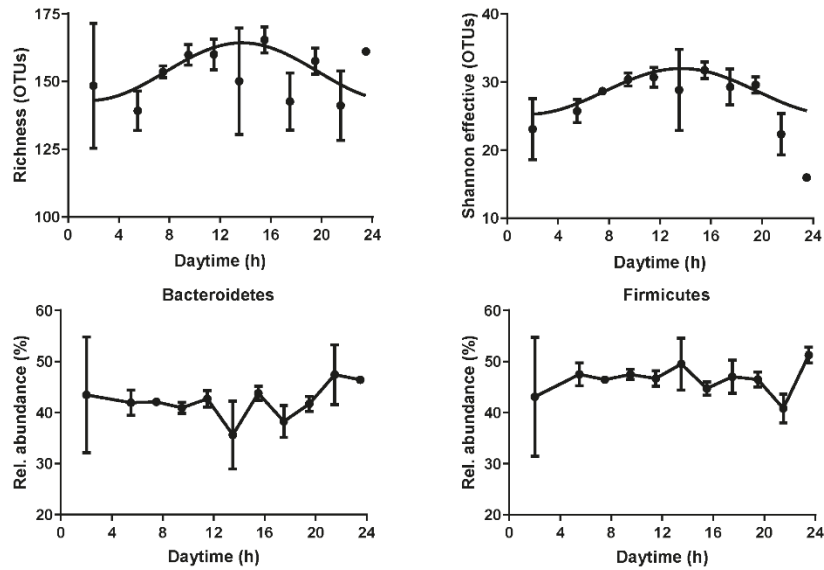 Richness (OTUs)
175
150
125
100
0 4 8 12 16 20 24
Daytime (h)
Shannon effective (OTUs)
40
30
20
10
0 4 8 12 16 20 24
Daytime (h)
Bacteroidetes
Rel. abundance (%)
60
50
40
30
20
0 4 8 12 16 20 24
Daytime (h)
Firmicutes
Rel. abundance (%)
60
50
40
30
20
0 4 8 12 16 20 24
Daytime (h)